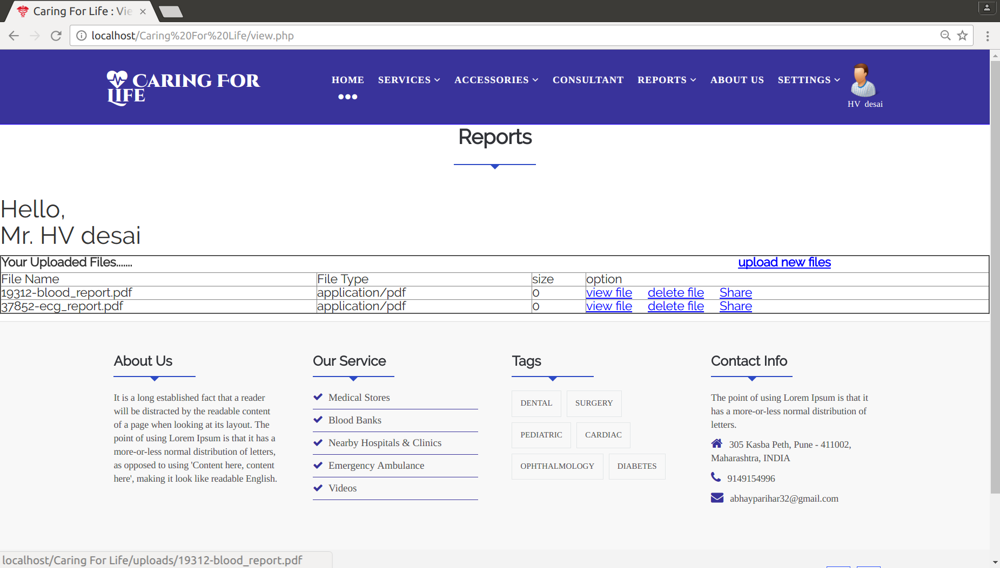 Caring For Life : Vie
localhost/Caring%20For%20Life/view.php
CARING FOR
LIFE
HOME SERVICES ACCESSORIES CONSULTANT REPORTS ABOUT US SETTINGS
HV desai
Reports
Hello,
Mr. HV desai
Your Uploaded Files....... upload new files
File Name File Type size option
19312-blood_report.pdf application/pdf 0 view file delete file Share
37852-ecg_report.pdf application/pdf 0 view file delete file Share
About Us
It is a long established fact that a reader
will be distracted by the readable content
of a page when looking at its layout. The
point of using Lorem Ipsum is that it has a
more-or-less normal distribution of letters,
as opposed to using 'Content here, content
here', making it look like readable English.
Our Service
Medical Stores
Blood Banks
Nearby Hospitals & Clinics
Emergency Ambulance
Videos
Tags
DENTAL SURGERY
PEDIATRIC CARDIAC
OPHTHALMOLOGY DIABETES
Contact Info
The point of using Lorem Ipsum is that it
has a more-or-less normal distribution of
letters.
305 Kasba Peth, Pune - 411002,
Maharashtra, INDIA
9149154996
abhayparihar32@gmail.com
localhost/Caring For Life/uploads/19312-blood_report.pdf